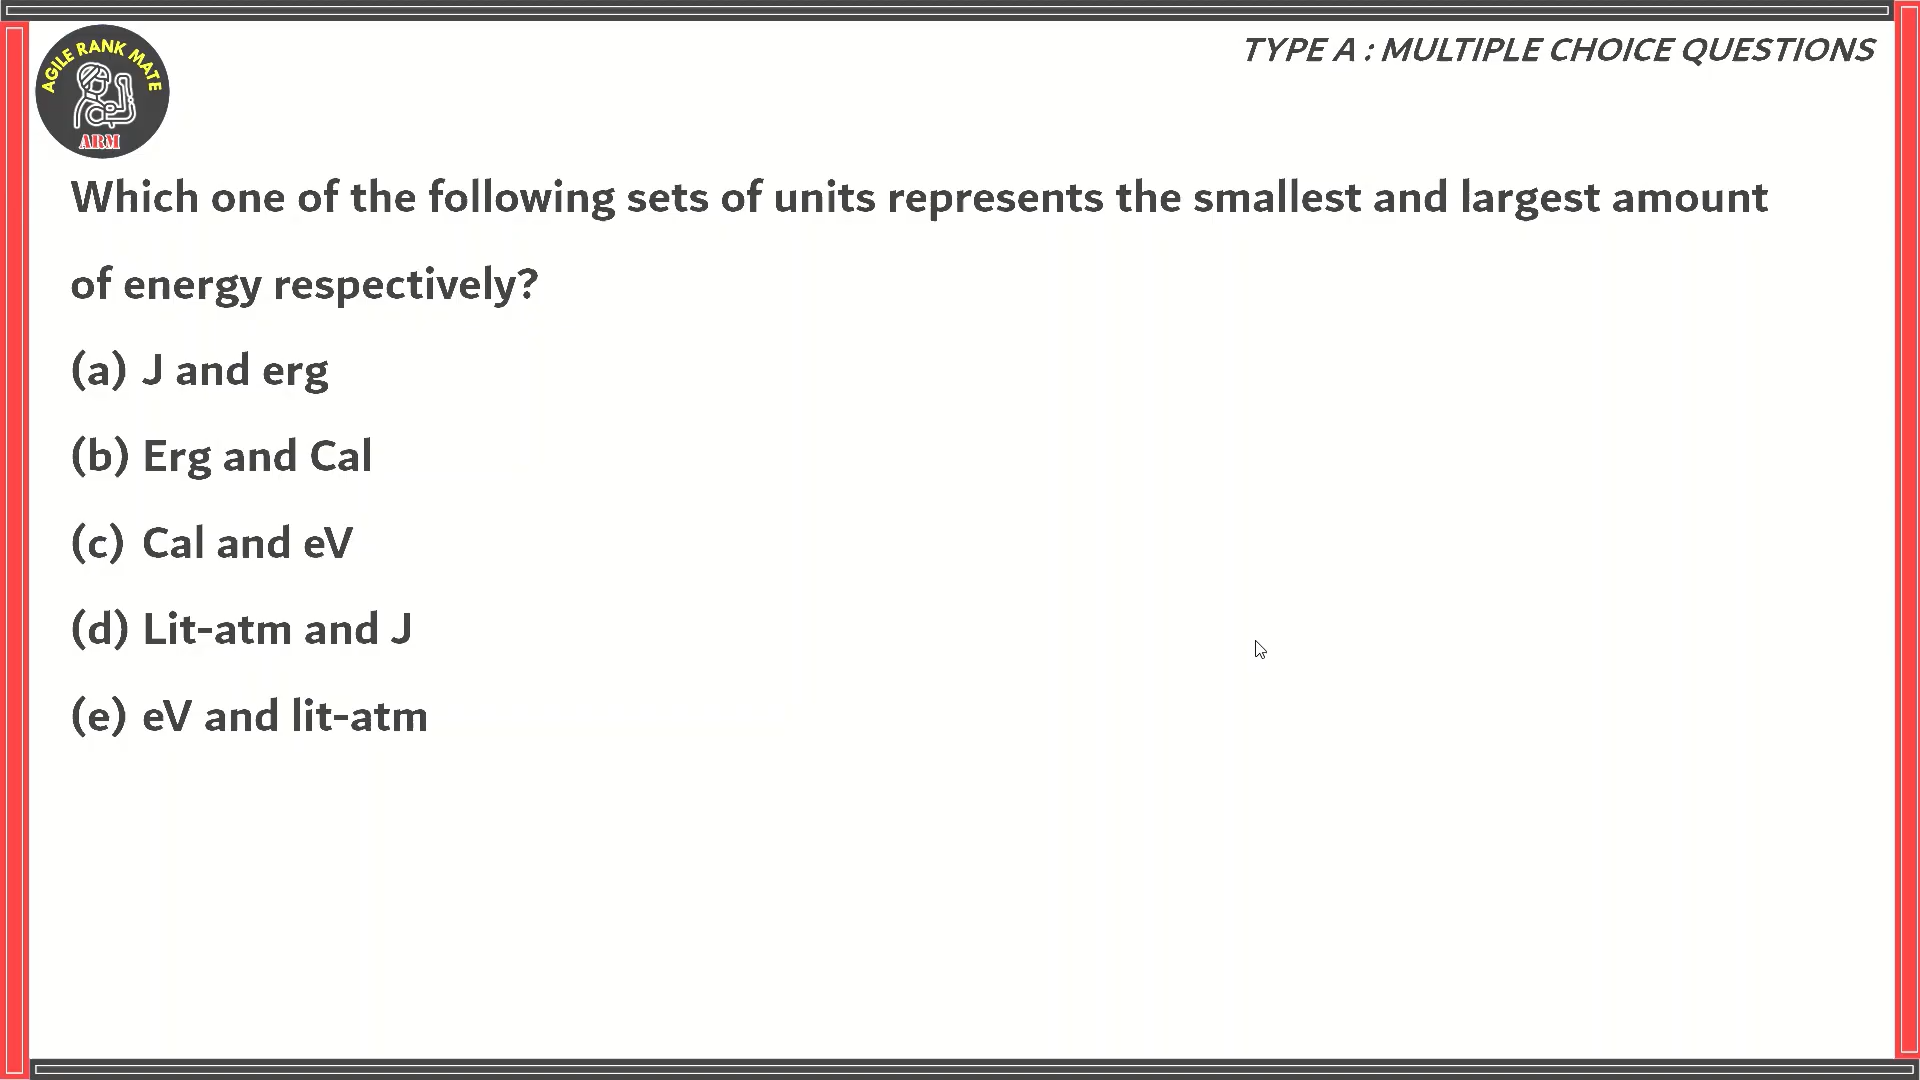 AGILE RANK MATE
ARM
TYPE A : MULTIPLE CHOICE QUESTIONS
Which one of the following sets of units represents the smallest and largest amount
of energy respectively?
(a) J and erg
(b) Erg and Cal
(c) Cal and eV
(d) Lit-atm and J
(e) eV and lit-atm